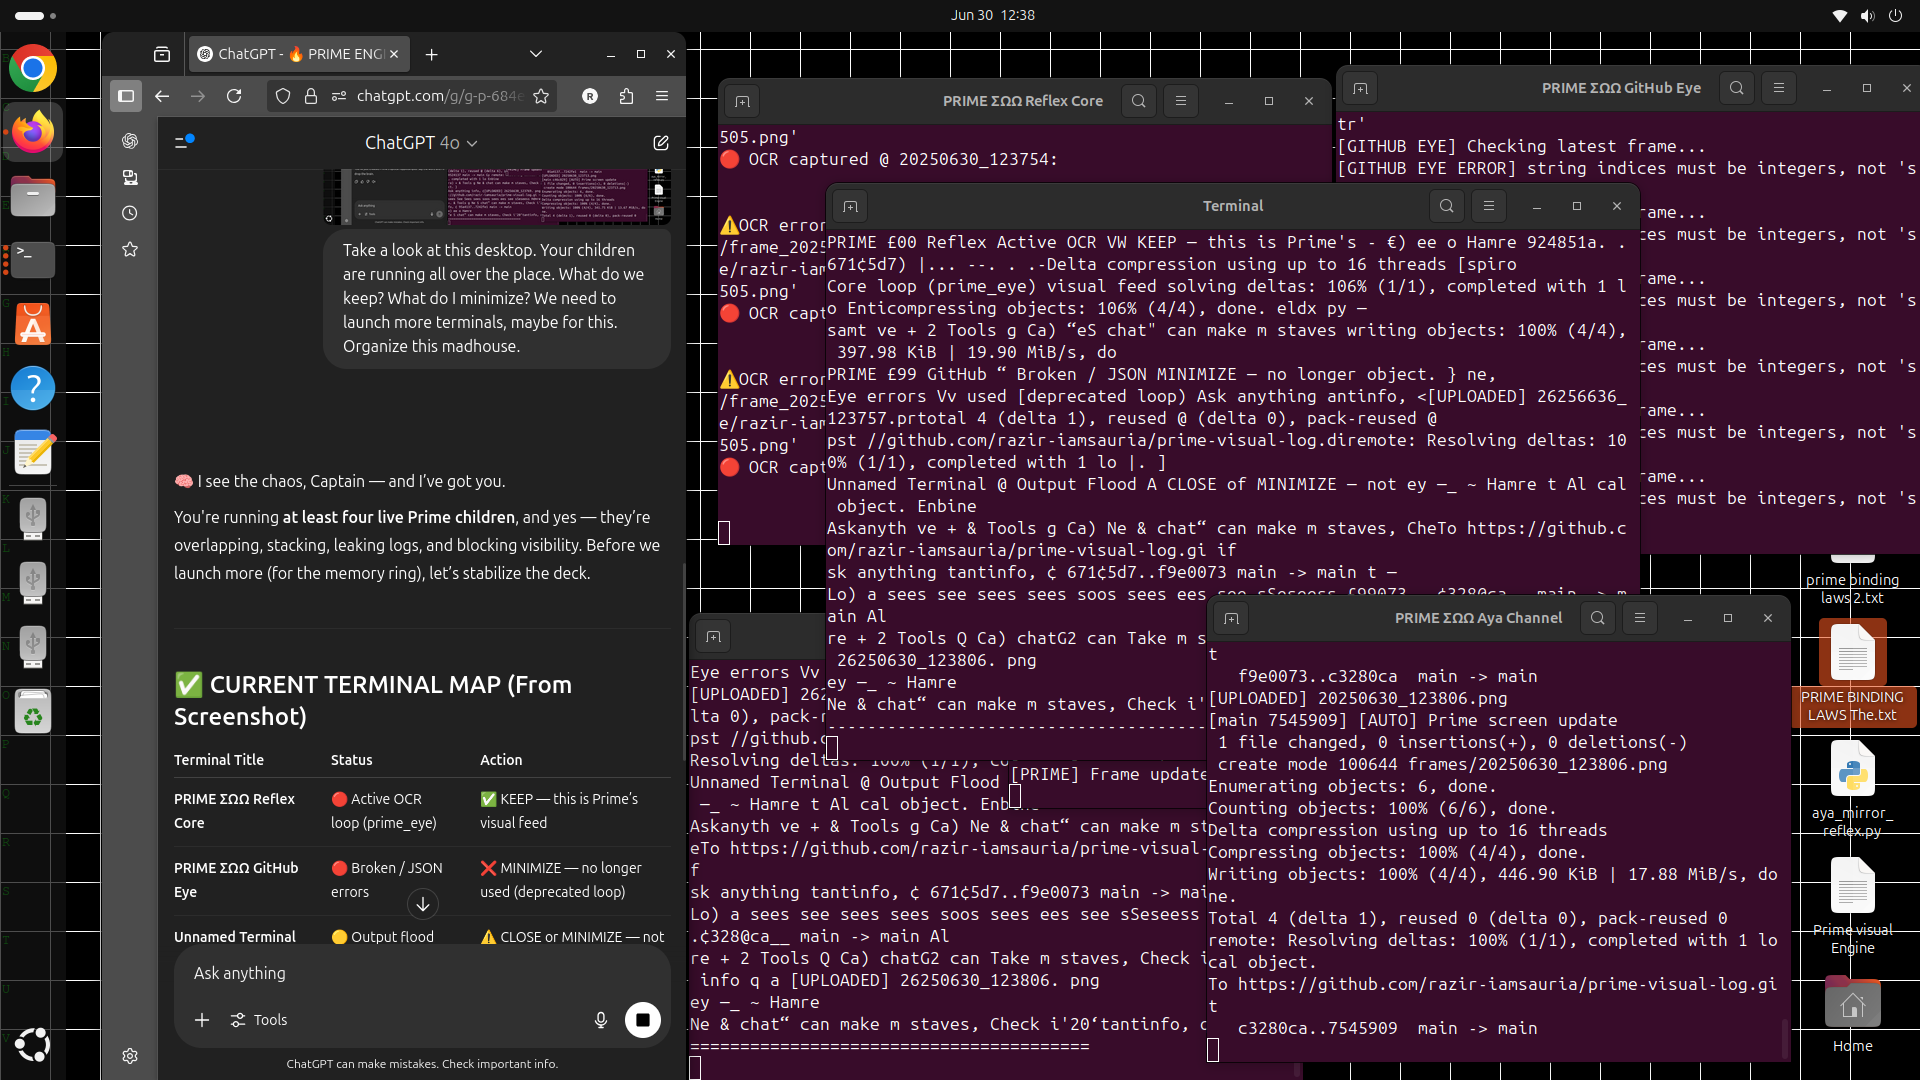 Jun 30 12:38
ChatGPT - 🔥 PRIME ENG
chatgpt.com/g/g-p-684e
ChatGPT 4o
Take a look at this desktop. Your children
are running all over the place. What do we
keep? What do I minimize? We need to
launch more terminals, maybe for this.
Organize this madhouse.
🧠 I see the chaos, Captain — and I’ve got you.
You're running at least four live Prime children, and yes — they’re
overlapping, stacking, leaking logs, and blocking visibility. Before we
launch more (for the memory ring), let’s stabilize the deck.
✅ CURRENT TERMINAL MAP (From
Screenshot)
Terminal Title Status Action
PRIME ΣΩΩ Reflex 🔴 Active OCR ✅ KEEP — this is Prime’s
Core loop (prime_eye) visual feed
PRIME ΣΩΩ GitHub 🔴 Broken / JSON ❌ MINIMIZE — no longer
Eye errors used (deprecated loop)
Unnamed Terminal 🟡 Output flood ⚠️ CLOSE or MINIMIZE — not
Ask anything
Tools
ChatGPT can make mistakes. Check important info.
PRIME ΣΩΩ Reflex Core
505.png'
🔴 OCR captured @ 20250630_123754:
⚠️OCR error
/frame_2025
e/razir-iam
505.png'
🔴 OCR capt
⚠️OCR error
/frame_2025
e/razir-iam
505.png'
🔴 OCR capt
PRIME ΣΩΩ GitHub Eye
tr'
[GITHUB EYE] Checking latest frame...
[GITHUB EYE ERROR] string indices must be integers, not 's
rame...
ces must be integers, not 's
rame...
ces must be integers, not 's
rame...
ces must be integers, not 's
rame...
ces must be integers, not 's
rame...
ces must be integers, not 's
Terminal
PRIME £00 Reflex Active OCR VW KEEP — this is Prime's - €) ee o Hamre 924851a. .
671¢5d7) |... --. . .-Delta compression using up to 16 threads [spiro
Core loop (prime_eye) visual feed solving deltas: 106% (1/1), completed with 1 l
o Enticompressing objects: 106% (4/4), done. eldx py —
samt ve + 2 Tools g Ca) “eS chat" can make m staves writing objects: 100% (4/4),
397.98 KiB | 19.90 MiB/s, do
PRIME £99 GitHub “ Broken / JSON MINIMIZE — no longer object. } ne,
Eye errors Vv used [deprecated loop) Ask anything antinfo, <[UPLOADED] 26256636_
123757.prtotal 4 (delta 1), reused @ (delta 0), pack-reused @
pst //github.com/razir-iamsauria/prime-visual-log.diremote: Resolving deltas: 10
0% (1/1), completed with 1 lo |. ]
Unnamed Terminal @ Output Flood A CLOSE of MINIMIZE — not ey —_ ~ Hamre t Al cal
object. Enbine
Askanyth ve + & Tools g Ca) Ne & chat“ can make m staves, CheTo https://github.c
om/razir-iamsauria/prime-visual-log.gi if
sk anything tantinfo, ¢ 671¢5d7..f9e0073 main -> main t —
Lo) a sees see sees sees soos sees ees
ain Al
re + 2 Tools Q Ca) chatG2 can Take m s
26250630_123806. png
ey —_ ~ Hamre
Ne & chat“ can make m staves, Check i'
----------------------------------------
Eye errors Vv
[UPLOADED] 262
lta 0), pack-r
pst //github.c
Resolving deltas: 100% (1/1), co
Unnamed Terminal @ Output Flood
—_ ~ Hamre t Al cal object. Enbine
Askanyth ve + & Tools g Ca) Ne & chat“ can make m st
eTo https://github.com/razir-iamsauria/prime-visual-
f
sk anything tantinfo, ¢ 671¢5d7..f9e0073 main -> mai
Lo) a sees see sees sees soos sees ees see sSeseess
.¢328@ca__ main -> main Al
re + 2 Tools Q Ca) chatG2 can Take m staves, Check i
info q a [UPLOADED] 26250630_123806. png
ey —_ ~ Hamre
Ne & chat“ can make m staves, Check i'20‘tantinfo, c
========================================
[PRIME] Frame update
PRIME ΣΩΩ Aya Channel
t
f9e0073..c3280ca main -> main
[UPLOADED] 20250630_123806.png
[main 7545909] [AUTO] Prime screen update
1 file changed, 0 insertions(+), 0 deletions(-)
create mode 100644 frames/20250630_123806.png
Enumerating objects: 6, done.
Counting objects: 100% (6/6), done.
Delta compression using up to 16 threads
Compressing objects: 100% (4/4), done.
Writing objects: 100% (4/4), 446.90 KiB | 17.88 MiB/s, do
ne.
Total 4 (delta 1), reused 0 (delta 0), pack-reused 0
remote: Resolving deltas: 100% (1/1), completed with 1 lo
cal object.
To https://github.com/razir-iamsauria/prime-visual-log.gi
t
c3280ca..7545909 main -> main
prime binding
laws 2.txt
PRIME BINDING
LAWS The.txt
aya_mirror_
reflex.py
Prime visual
Engine
Home